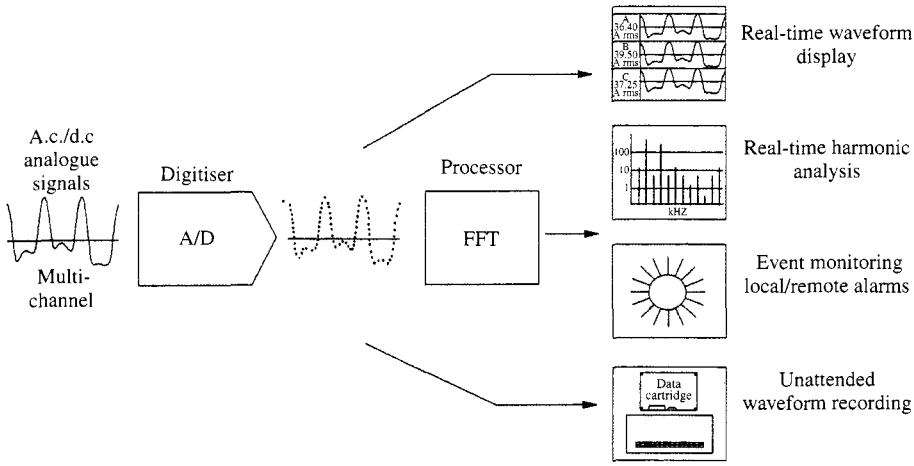 A.c./d.c
analogue
signals
Multi-
channel
Digitiser
A/D
Processor
FFT
A
36.40
A rms
B
39.50
A rms
C
37.25
A rms
Real-time waveform
display
100
10
1
kHZ
Real-time harmonic
analysis
Event monitoring
local/remote alarms
Data
cartridge
Unattended
waveform recording